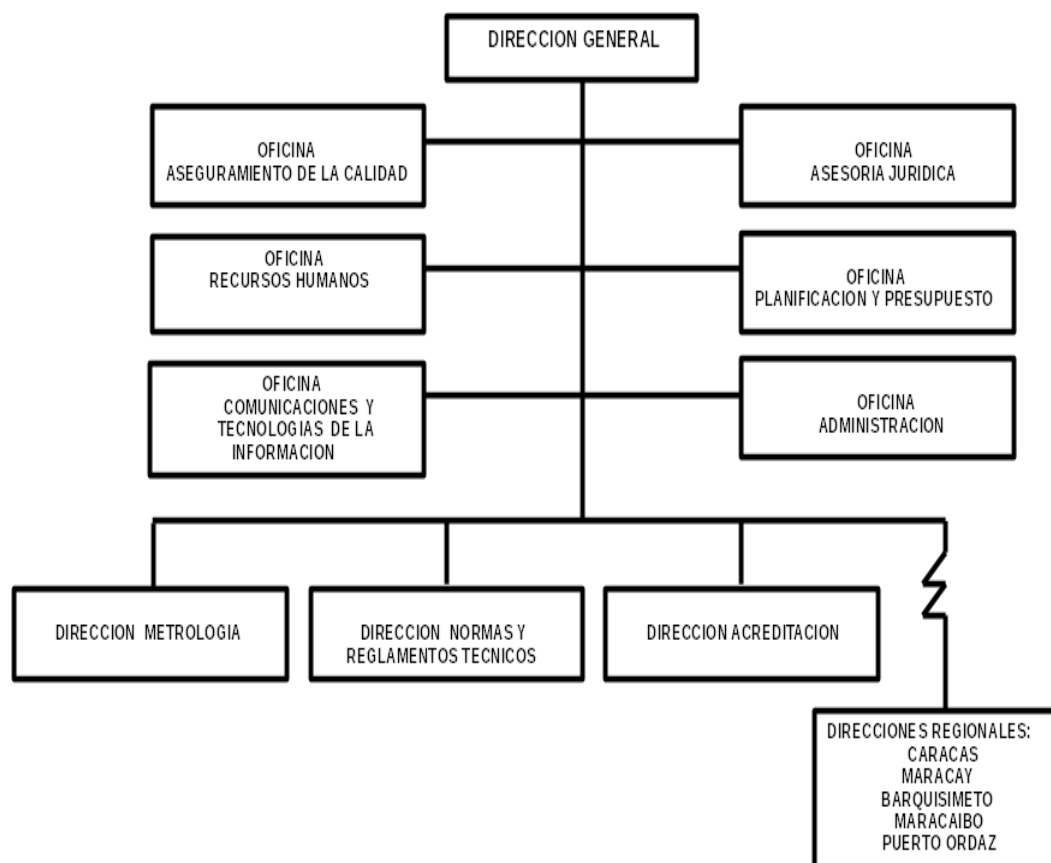 DIRECCION GENERAL
OFICINA
ASEGURAMIENTO DE LA CALIDAD
OFICINA
ASESORIA JURIDICA
OFICINA
RECURSOS HUMANOS
OFICINA
PLANIFICACION Y PRESUPUESTO
OFICINA
COMUNICACIONES Y
TECNOLOGIAS DE LA
INFORMACION
OFICINA
ADMINISTRACION
DIRECCION METROLOGIA
DIRECCION NORMAS Y
REGLAMENTOS TECNICOS
DIRECCION ACREDITACION
DIRECCIONES REGIONALES:
CARACAS
MARACAY
BARQUISIMETO
MARACAIBO
PUERTO ORDAZ